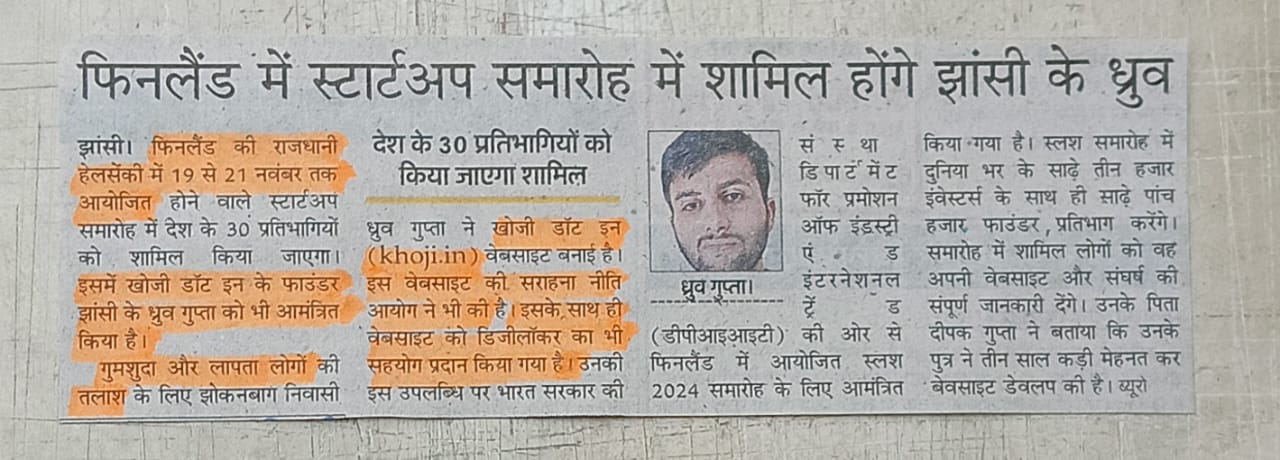 फिनलैंड में स्टार्टअप समारोह में शामिल होंगे झांसी के ध्रुव
झांसी। फिनलैंड की राजधानी
हेलसेंकी में 19 से 21 नवंबर तक
आयोजित होने वाले स्टार्टअप
समारोह में देश के 30 प्रतिभागियों
को शामिल किया जाएगा।
इसमें खोजी डॉट इन के फाउंडर
झांसी के ध्रुव गुप्ता को भी आमंत्रित
किया है।
गुमशुदा और लापता लोगों की
तलाश के लिए झोकनबाग निवासी
देश के 30 प्रतिभागियों को
किया जाएगा शामिल
ध्रुव गुप्ता ने खोजी डॉट इन
(khoji.in) वेबसाइट बनाई है।
इस वेबसाइट की सराहना नीति
आयोग ने भी की है। इसके साथ ही
वेबसाइट को डिजीलॉकर का भी
सहयोग प्रदान किया गया है। उनकी
इस उपलब्धि पर भारत सरकार की
ध्रुव गुप्ता।
सं स्था
डिपार्टमेंट
फॉर प्रमोशन
ऑफ इंडस्ट्री
एंड
इंटरनेशनल
ट्रेड
(डीपीआइआइटी) की ओर से
फिनलैंड में आयोजित स्लश
2024 समारोह के लिए आमंत्रित
किया गया है। स्लश समारोह में
दुनिया भर के साढ़े तीन हजार
इंवेस्टर्स के साथ ही साढ़े पांच
हजार फाउंडर, प्रतिभाग करेंगे।
समारोह में शामिल लोगों को वह
अपनी वेबसाइट और संघर्ष की
संपूर्ण जानकारी देंगे। उनके पिता
दीपक गुप्ता ने बताया कि उनके
पुत्र ने तीन साल कड़ी मेहनत कर
बेवसाइट डेवलप की है। ब्यूरो